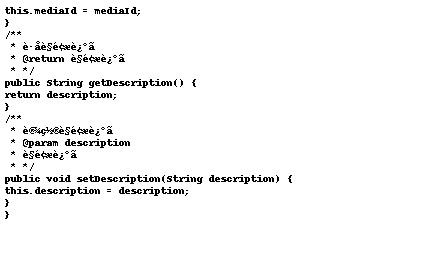 this.mediaId = mediaId;
}
/**
 * è·åè§é¢æè¿°ã
 * @return è§é¢æè¿°ã
 * */
public String getDescription() {
return description;
}
/**
 * è®¾ç½®è§é¢æè¿°ã
 * @param description
 * è§é¢æè¿°ã
 * */
public void setDescription(String description) {
this.description = description;
}
}